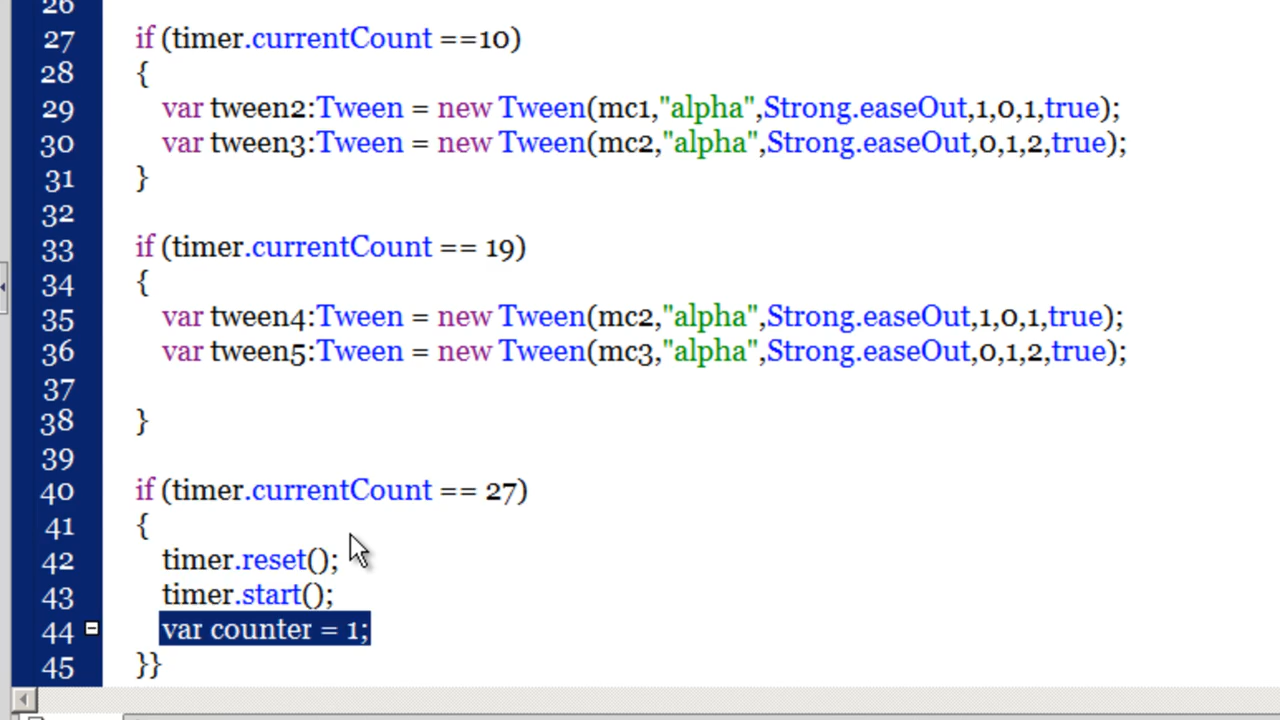 26
27 if (timer.currentCount ==10)
28 {
29 var tween2:Tween = new Tween(mc1,"alpha",Strong.easeOut,1,0,1,true);
30 var tween3:Tween = new Tween(mc2,"alpha",Strong.easeOut,0,1,2,true);
31 }
32
33 if (timer.currentCount == 19)
34 {
35 var tween4:Tween = new Tween(mc2,"alpha",Strong.easeOut,1,0,1,true);
36 var tween5:Tween = new Tween(mc3,"alpha",Strong.easeOut,0,1,2,true);
37
38 }
39
40 if (timer.currentCount == 27)
41 {
42 timer.reset();
43 timer.start();
44 var counter = 1;
45 }}